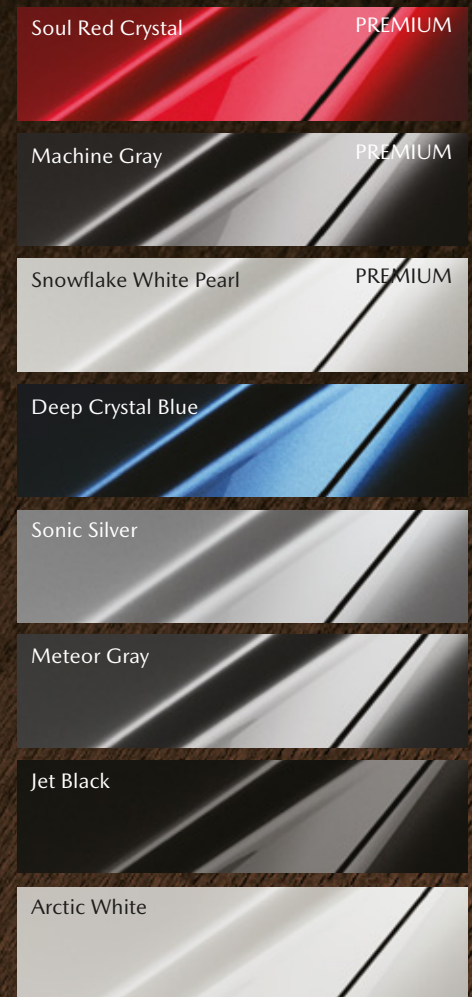 Soul Red Crystal PREMIUM
Machine Gray PREMIUM
Snowflake White Pearl PREMIUM
Deep Crystal Blue
Sonic Silver
Meteor Gray
Jet Black
Arctic White